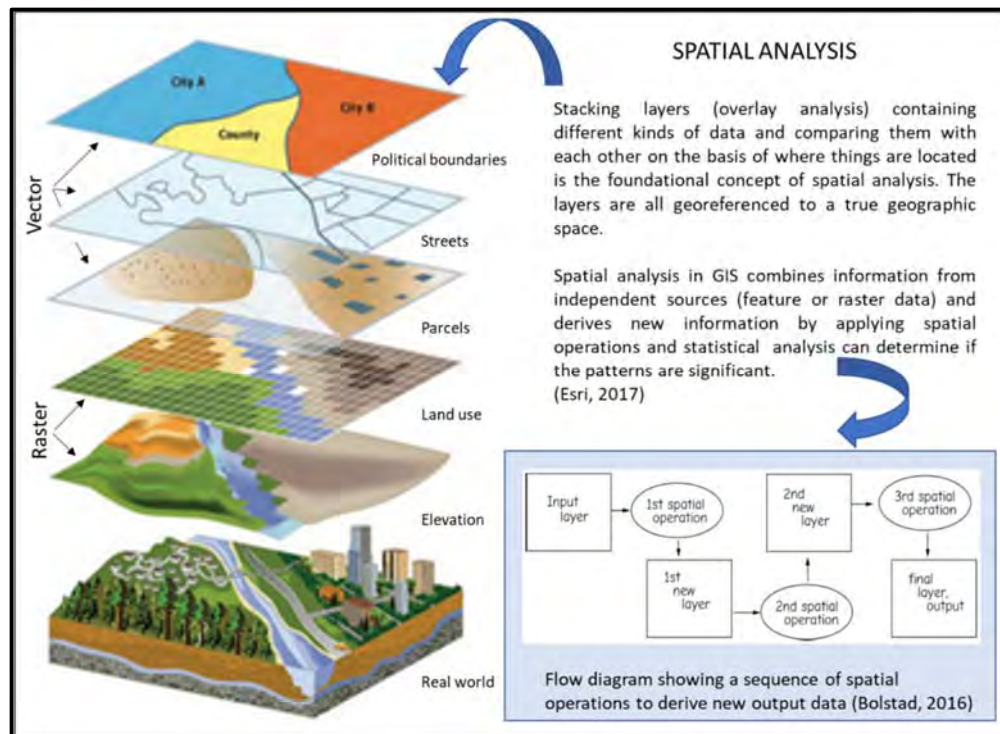 City A
City B
County
Political boundaries
Vector
Streets
Parcels
Land use
Raster
Elevation
Real world
SPATIAL ANALYSIS
Stacking layers (overlay analysis) containing
different kinds of data and comparing them with
each other on the basis of where things are located
is the foundational concept of spatial analysis. The
layers are all georeferenced to a true geographic
space.
Spatial analysis in GIS combines information from
independent sources (feature or raster data) and
derives new information by applying spatial
operations and statistical analysis can determine if
the patterns are significant.
(Esri, 2017)
Input
layer
1st spatial
operation
1st
new
layer
2nd spatial
operation
2nd
new
layer
3rd spatial
operation
final
layer,
output
Flow diagram showing a sequence of spatial
operations to derive new output data (Bolstad, 2016)